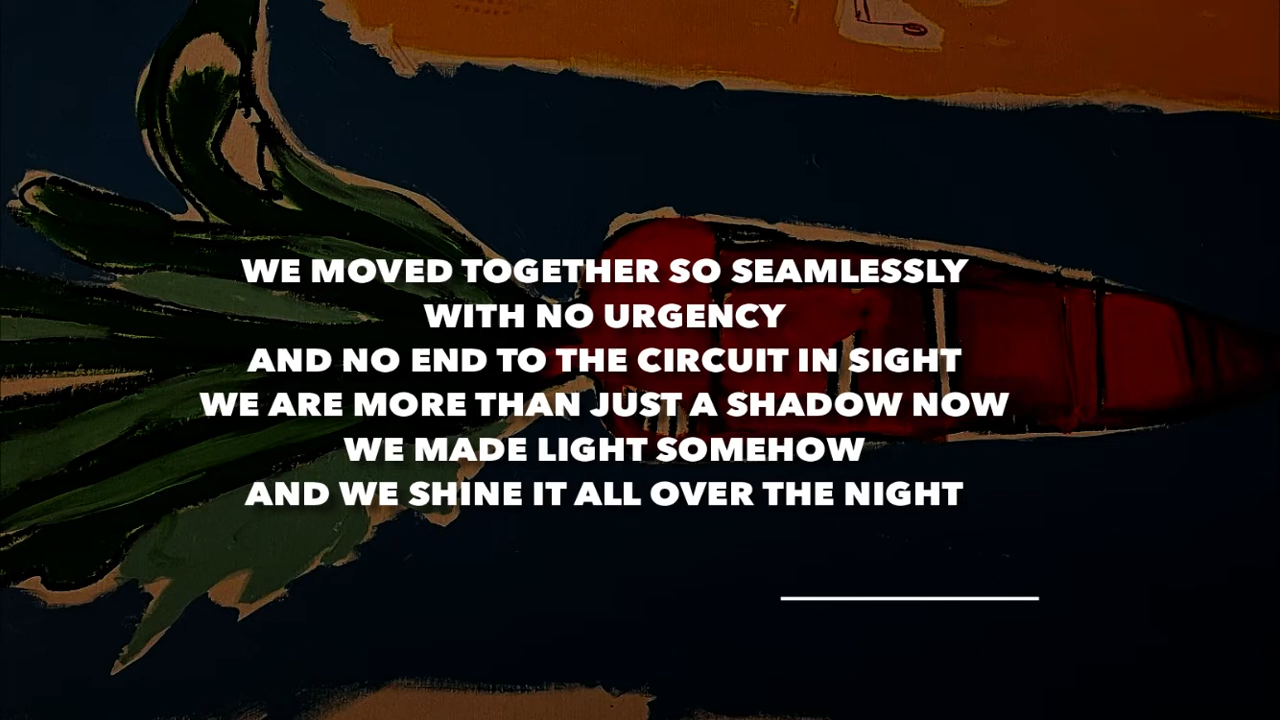 WE MOVED TOGETHER SO SEAMLESSLY
WITH NO URGENCY
AND NO END TO THE CIRCUIT IN SIGHT
WE ARE MORE THAN JUST A SHADOW NOW
WE MADE LIGHT SOMEHOW
AND WE SHINE IT ALL OVER THE NIGHT